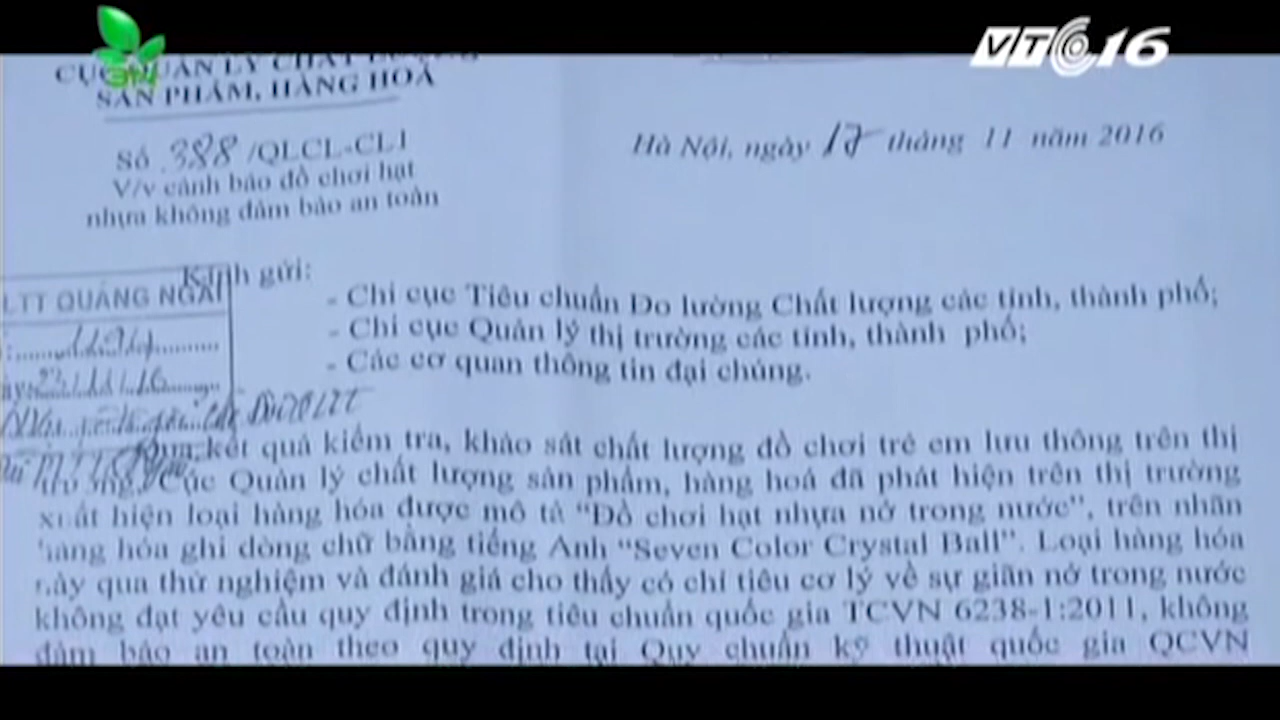 VTC16
3N
CỤC QUẢN LÝ CHẤT LƯỢNG
SẢN PHẨM, HÀNG HOÁ
Số 388/QLCL-CL1
Hà Nội, ngày 17 tháng 11 năm 2016
V/v cảnh báo đồ chơi hạt
nhựa không đảm bảo an toàn
Kính gửi:
- Chi cục Tiêu chuẩn Đo lường Chất lượng các tỉnh, thành phố;
- Chi cục Quản lý thị trường các tỉnh, thành phố;
- Các cơ quan thông tin đại chúng.
LTT QUẢNG NGÃI
23/11/16
Qua kết quả kiểm tra, khảo sát chất lượng đồ chơi trẻ em lưu thông trên thị
trường, Cục Quản lý chất lượng sản phẩm, hàng hoá đã phát hiện trên thị trường
xuất hiện loại hàng hóa được mô tả “Đồ chơi hạt nhựa nở trong nước”, trên nhãn
hàng hóa ghi dòng chữ bằng tiếng Anh “Seven Color Crystal Ball”. Loại hàng hóa
này qua thử nghiệm và đánh giá cho thấy có chỉ tiêu cơ lý về sự giãn nở trong nước
không đạt yêu cầu quy định trong tiêu chuẩn quốc gia TCVN 6238-1:2011, không
đảm bảo an toàn theo quy định tại Quy chuẩn kỹ thuật quốc gia QCVN